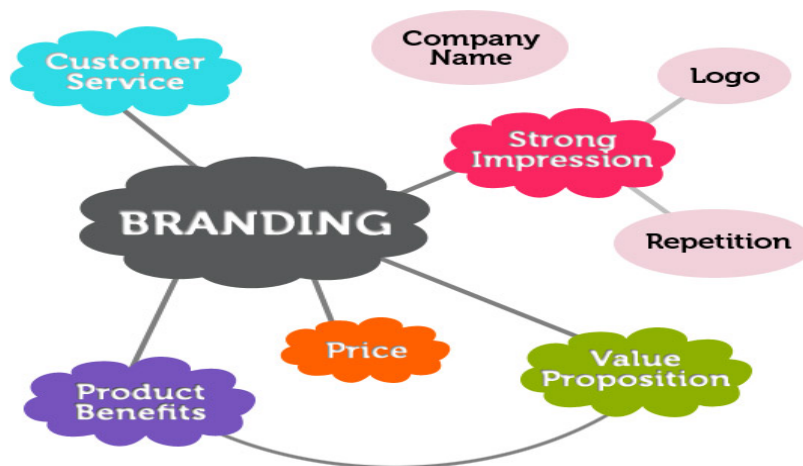 Customer
Service
Company
Name
Logo
Strong
Impression
BRANDING
Repetition
Price
Value
Proposition
Product
Benefits